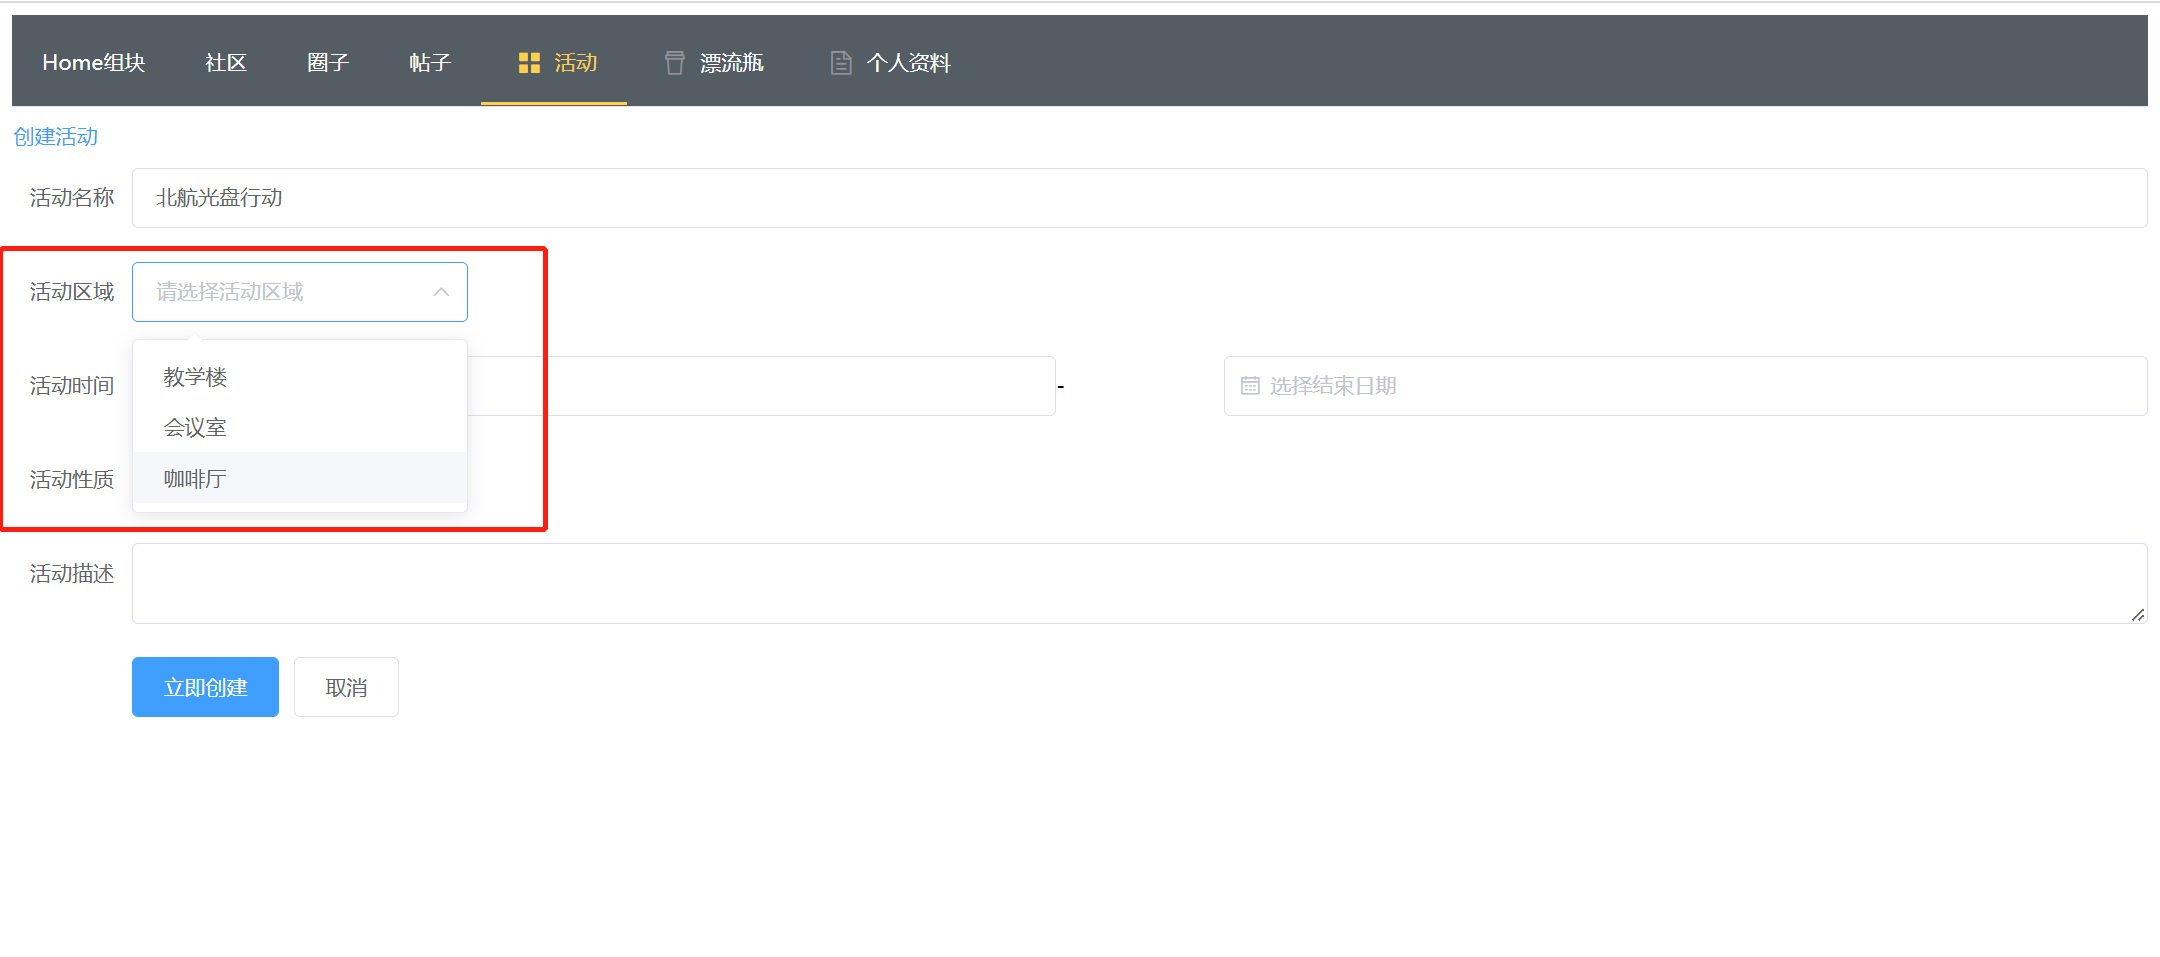 Home组块 社区 圈子 帖子 活动 漂流瓶 个人资料
创建活动
活动名称 北航光盘行动
活动区域 请选择活动区域
教学楼
活动时间 - 选择结束日期
会议室
活动性质 咖啡厅
活动描述
立即创建 取消